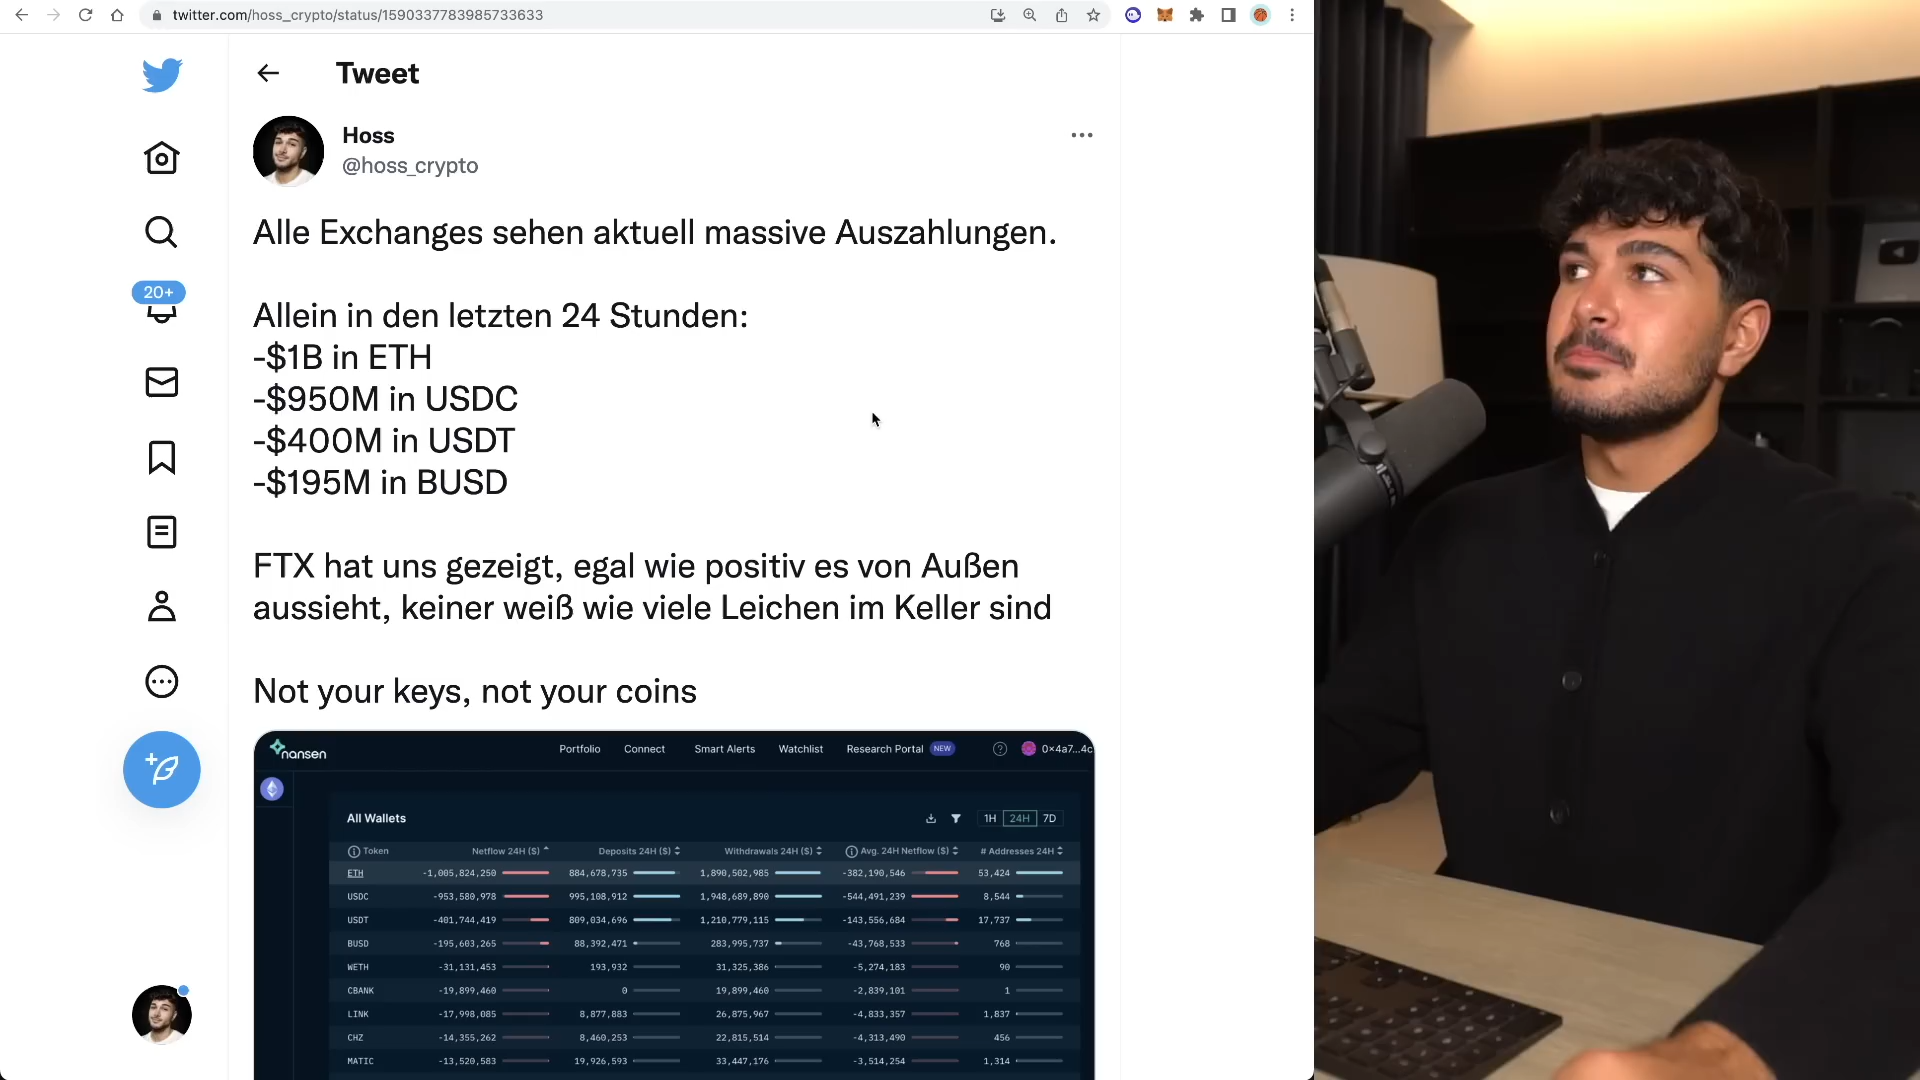 twitter.com/hoss_crypto/status/1590337783985733633
Tweet
Hoss
@hoss_crypto
20+
Alle Exchanges sehen aktuell massive Auszahlungen.
Allein in den letzten 24 Stunden:
-$1B in ETH
-$950M in USDC
-$400M in USDT
-$195M in BUSD
FTX hat uns gezeigt, egal wie positiv es von Außen
aussieht, keiner weiß wie viele Leichen im Keller sind
Not your keys, not your coins
nansen Portfolio Connect Smart Alerts Watchlist Research Portal NEW 0×4a7...4c
All Wallets 1H 24H 7D
Token Netflow 24H ($) Deposits 24H ($) Withdrawals 24H ($) Avg. 24H Netflow ($) # Addresses 24H
ETH -1,005,824,250 884,678,735 1,890,502,985 -382,190,546 53,424
USDC -953,580,978 995,108,912 1,948,689,890 -544,491,239 8,544
USDT -401,744,419 809,034,696 1,210,779,115 -143,556,684 17,737
BUSD -195,603,265 88,392,471 283,995,737 -43,768,533 768
WETH -31,131,453 193,932 31,325,386 -5,274,183 90
CBANK -19,899,460 0 19,899,460 -2,839,101 1
LINK -17,998,085 8,877,883 26,875,967 -4,833,357 1,837
CHZ -14,355,262 8,460,253 22,815,514 -4,313,490 456
MATIC -13,520,583 19,926,593 33,447,176 -3,514,254 1,314